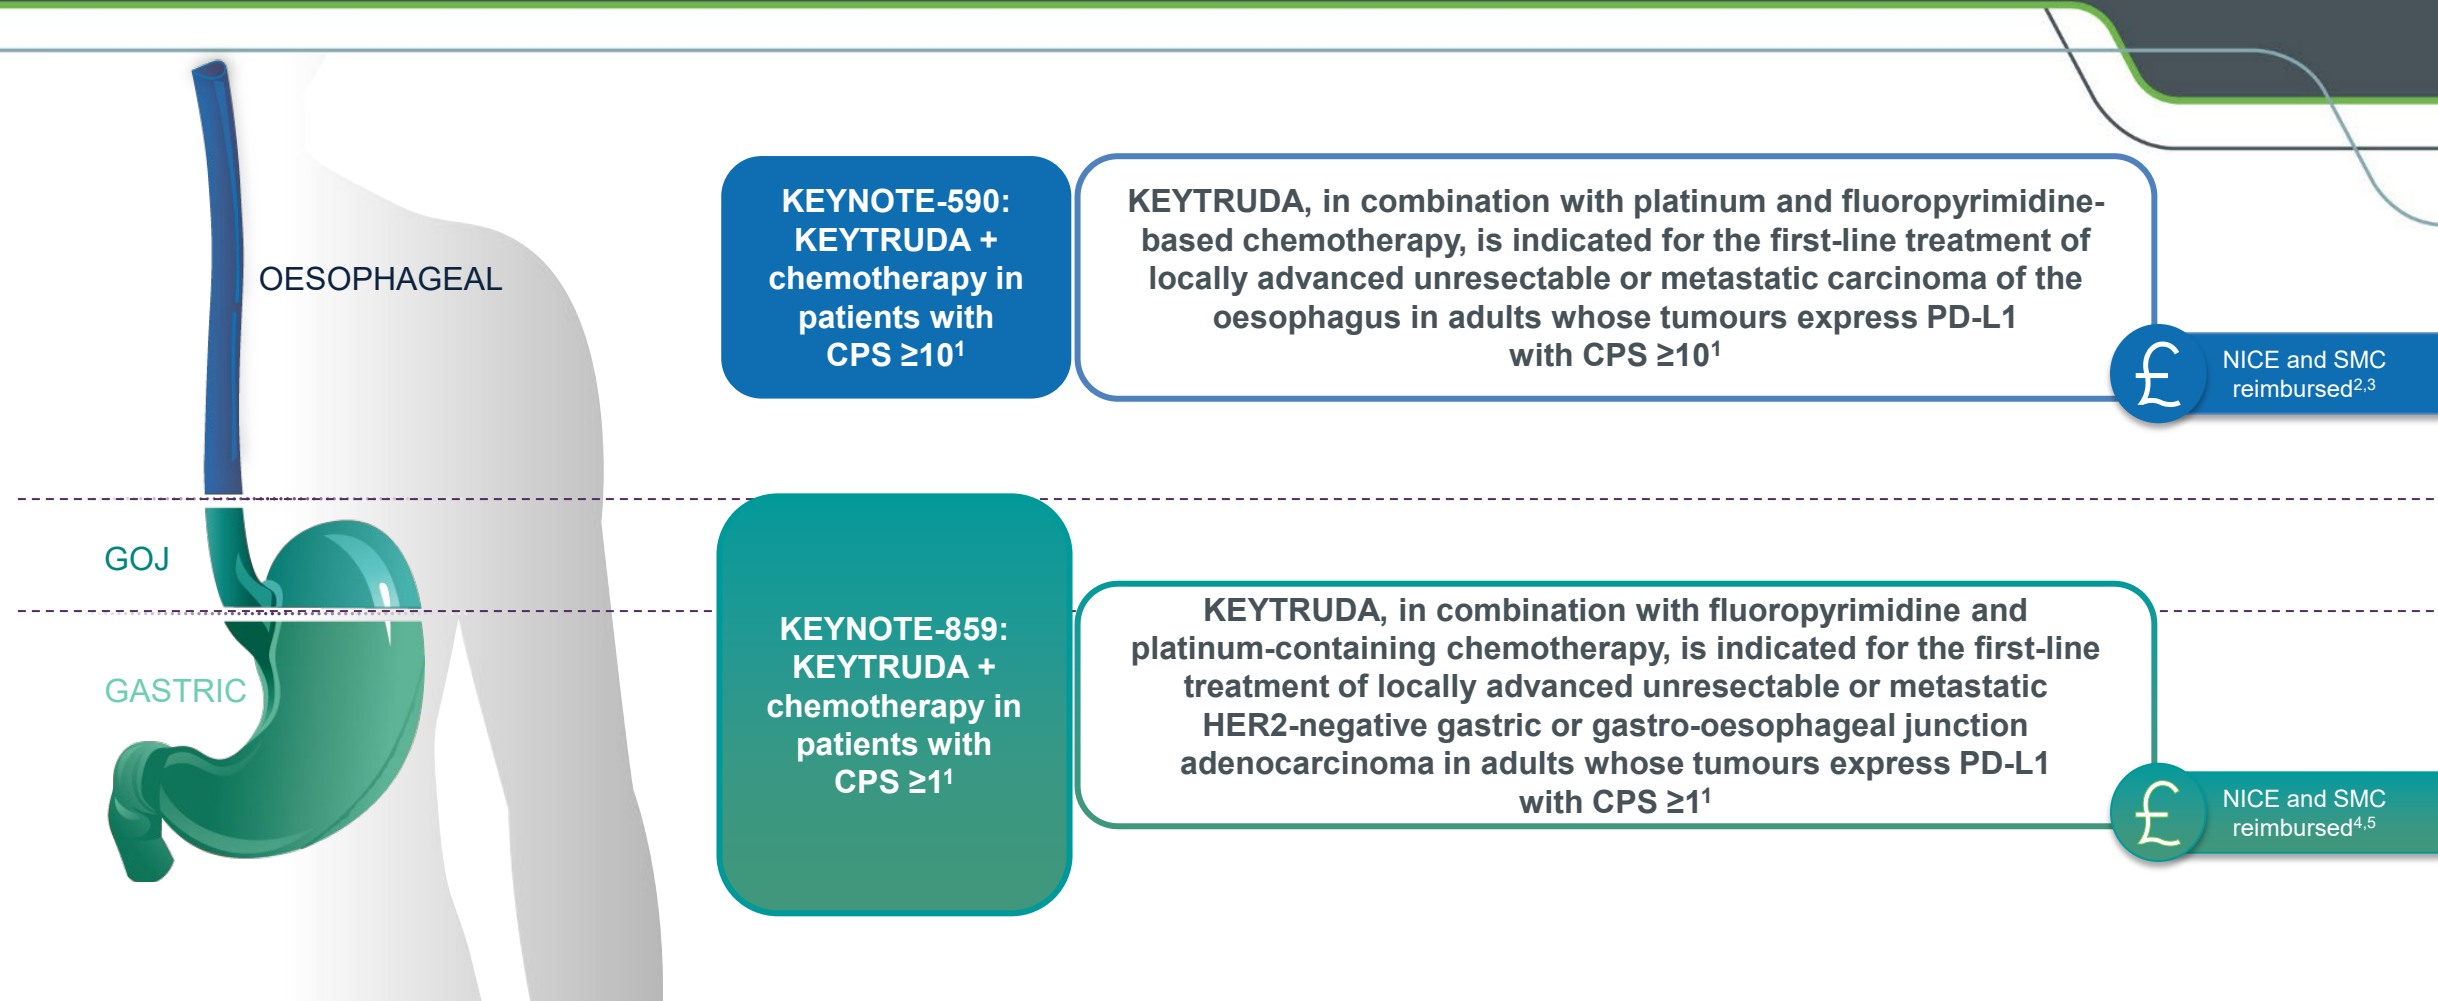 OESOPHAGEAL
GOJ
GASTRIC
KEYNOTE-590:
KEYTRUDA +
chemotherapy in
patients with
CPS ≥10¹
KEYTRUDA, in combination with platinum and fluoropyrimidine-
based chemotherapy, is indicated for the first-line treatment of
locally advanced unresectable or metastatic carcinoma of the
oesophagus in adults whose tumours express PD-L1
with CPS ≥10¹
£
NICE and SMC
reimbursed²,³
KEYNOTE-859:
KEYTRUDA +
chemotherapy in
patients with
CPS ≥1¹
KEYTRUDA, in combination with fluoropyrimidine and
platinum-containing chemotherapy, is indicated for the first-line
treatment of locally advanced unresectable or metastatic
HER2-negative gastric or gastro-oesophageal junction
adenocarcinoma in adults whose tumours express PD-L1
with CPS ≥1¹
£
NICE and SMC
reimbursed⁴,⁵